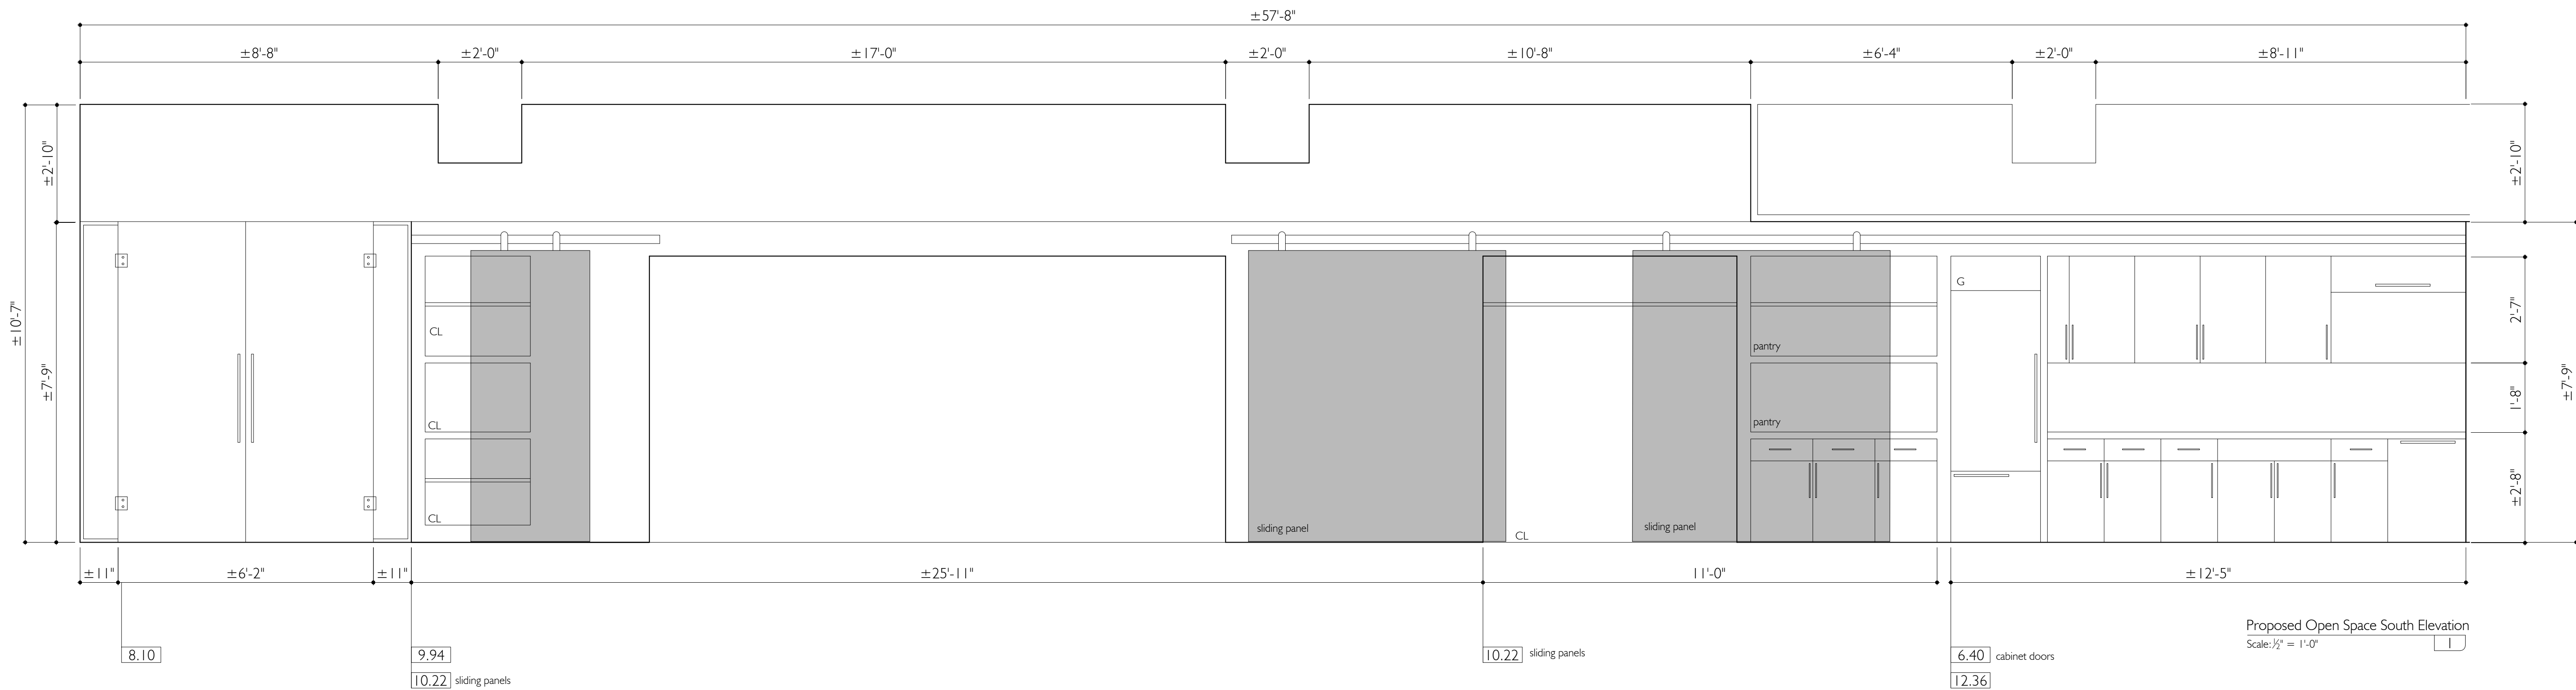 ±57'-8"
±8'-8" ±2'-0" ±17'-0" ±2'-0" ±10'-8" ±6'-4" ±2'-0" ±8'-11"
±2'-10"
±10'-7"
±7'-9"
±2'-10"
2'-7"
1'-8"
±2'-8"
±7'-9"
G
CL
pantry
CL
pantry
CL
sliding panel
CL
sliding panel
±11" ±6'-2" ±11" ±25'-11" 11'-0" ±12'-5"
Proposed Open Space South Elevation
Scale: ½" = 1'-0"
1
8.10
9.94
10.22 sliding panels
10.22 sliding panels
6.40 cabinet doors
12.36